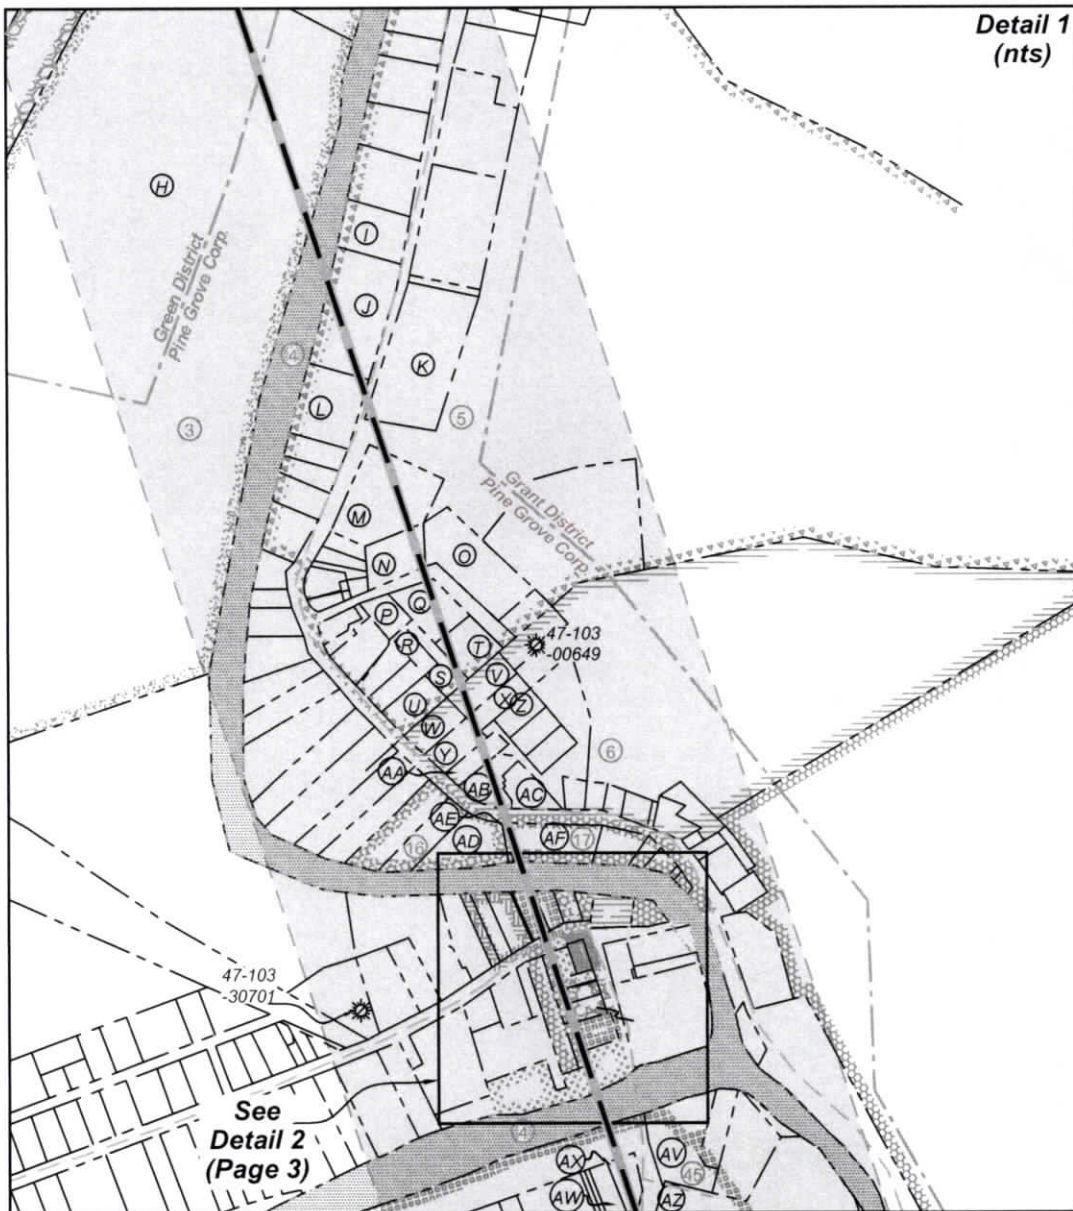 Detail 1
(nts)
H
Green District
Pine Grove Corp.
I
J
4
K
L
5
3
Grant District
Pine Grove Corp.
M
N
O
P
Q
R
47-103
-00649
T
S
V
U
X
Z
W
Y
6
AA
AB
AC
AE
AF
17
AD
16
47-103
-30701
See
Detail 2
(Page 3)
4
AX
AV
45
AW
AZ